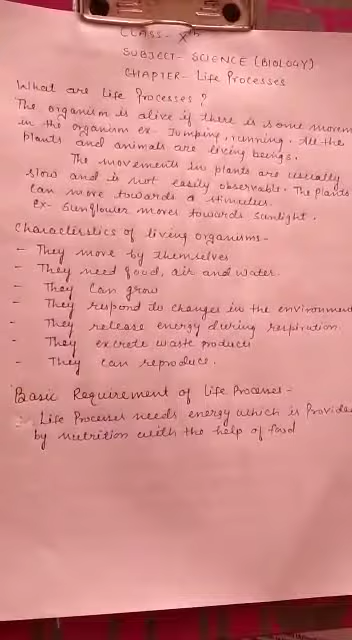 CLASS- Xth
SUBJECT- SCIENCE (BIOLOGY)
CHAPTER- Life Processes
What are Life Processes?
The organism is alive if there is some movem
in the organism ex- Jumping, running. All the
plants and animals are living beings.
The movements in plants are usually
slow and is not easily observable. The plants
can move towards a stimulus.
ex- Sunflower moves towards sunlight.
Characteristics of living organisms-
- They move by themselves
- They need food, air and water.
- They can grow
- They respond to changes in the environment
- They release energy during respiration.
- They excrete waste products
- They can reproduce.
Basic Requirement of Life Processes-
Life Processes needs energy which is Provide
by nutrition with the help of food